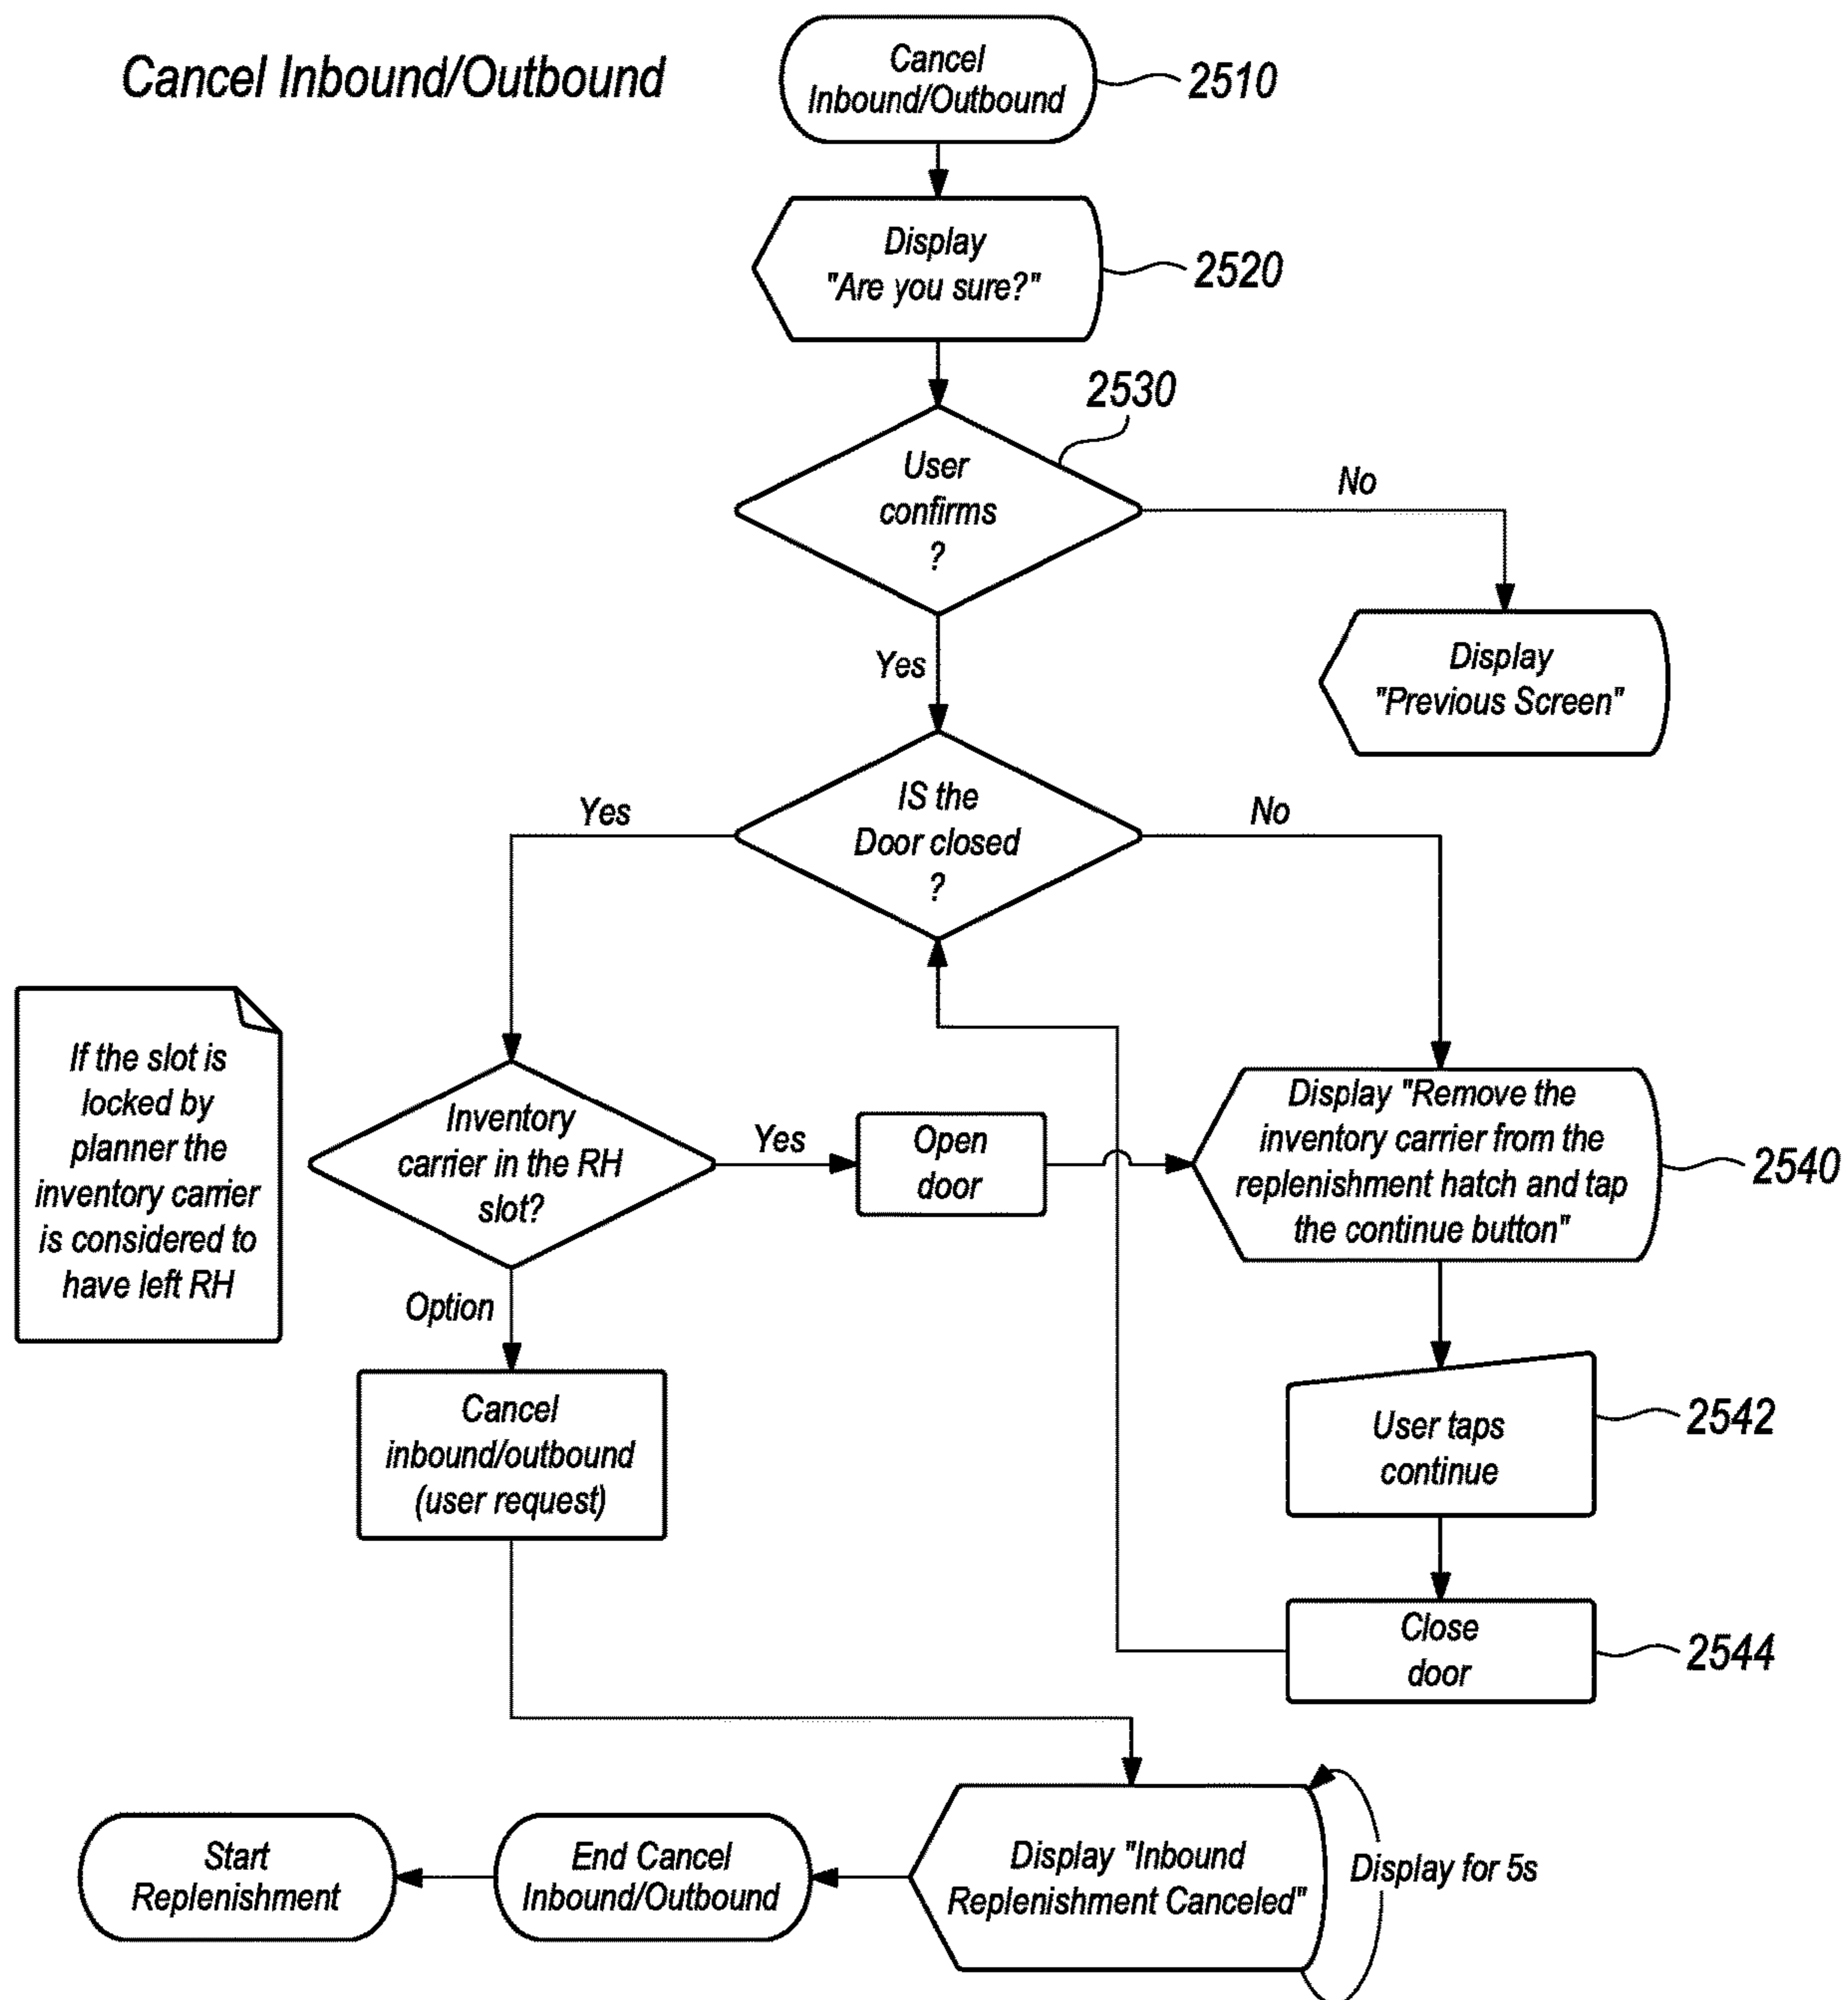 Cancel Inbound/Outbound
Cancel
Inbound/Outbound
2510
Display
"Are you sure?"
2520
2530
User
confirms
?
No
Yes
Display
"Previous Screen"
IS the
Door closed
?
Yes
No
If the slot is
locked by
planner the
inventory carrier
is considered to
have left RH
Inventory
carrier in the RH
slot?
Yes
Open
door
Display "Remove the
inventory carrier from the
replenishment hatch and tap
the continue button"
2540
Option
Cancel
inbound/outbound
(user request)
User taps
continue
2542
Close
door
2544
Start
Replenishment
End Cancel
Inbound/Outbound
Display "Inbound
Replenishment Canceled"
Display for 5s